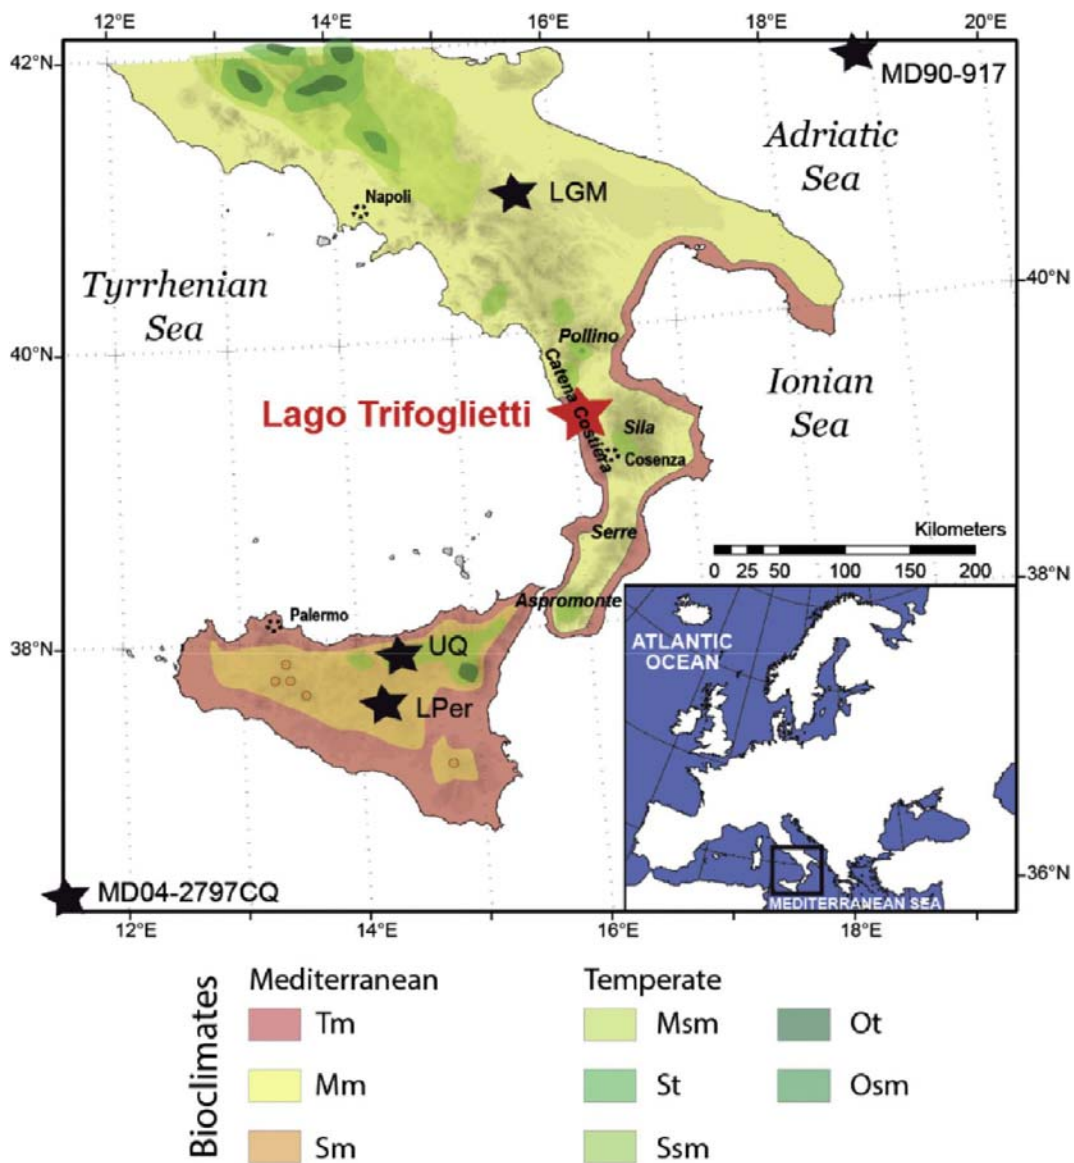 12°E
14°E
16°E
18°E
20°E
42°N
MD90-917
Adriatic
Sea
LGM
Napoli
Tyrrhenian
Sea
40°N
40°N
Pollino
Catena Costiera
Ionian
Sea
Lago Trifoglietti
Sila
Cosenza
Serre
Kilometers
0 25 50 100 150 200
38°N
Aspromonte
Palermo
38°N
UQ
LPer
ATLANTIC
OCEAN
MD04-2797CQ
36°N
MEDITERRANEAN SEA
12°E
14°E
16°E
18°E
Bioclimates
Mediterranean
Tm
Mm
Sm
Temperate
Msm
St
Ssm
Ot
Osm